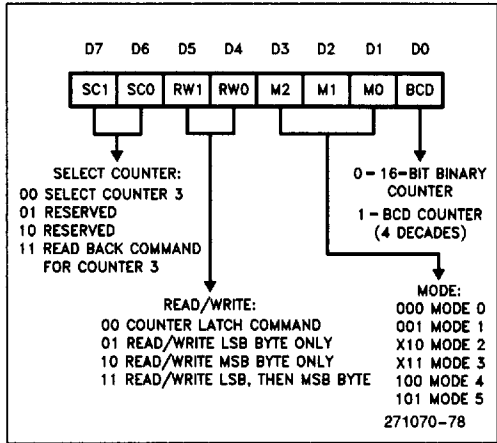 D7 D6 D5 D4 D3 D2 D1 D0
SC1 SC0 RW1 RW0 M2 M1 M0 BCD
SELECT COUNTER:
00 SELECT COUNTER 3
01 RESERVED
10 RESERVED
11 READ BACK COMMAND
FOR COUNTER 3
0-16-BIT BINARY
COUNTER
1-BCD COUNTER
(4 DECADES)
READ/WRITE:
00 COUNTER LATCH COMMAND
01 READ/WRITE LSB BYTE ONLY
10 READ/WRITE MSB BYTE ONLY
11 READ/WRITE LSB, THEN MSB BYTE
MODE:
000 MODE 0
001 MODE 1
X10 MODE 2
X11 MODE 3
100 MODE 4
101 MODE 5
271070-78